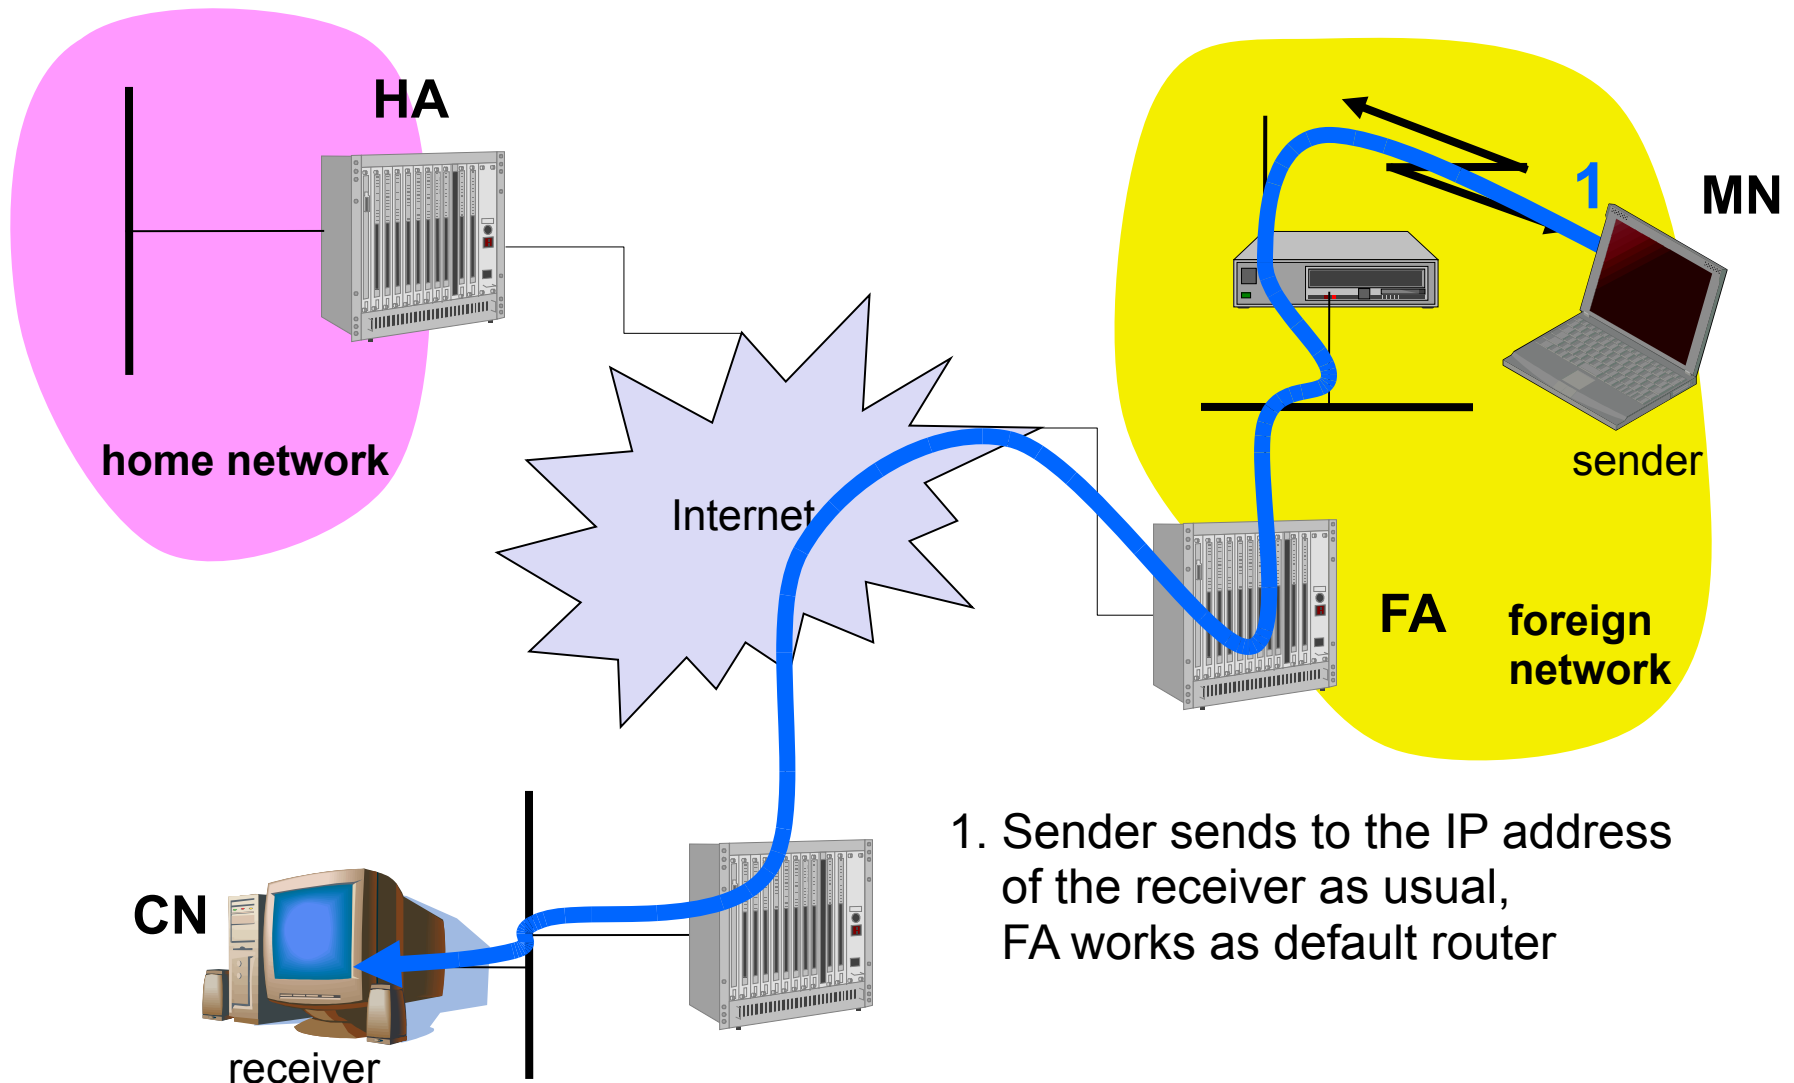 HA
1
MN
home network
sender
Internet
FA
foreign
network
1. Sender sends to the IP address
of the receiver as usual,
FA works as default router
CN
receiver